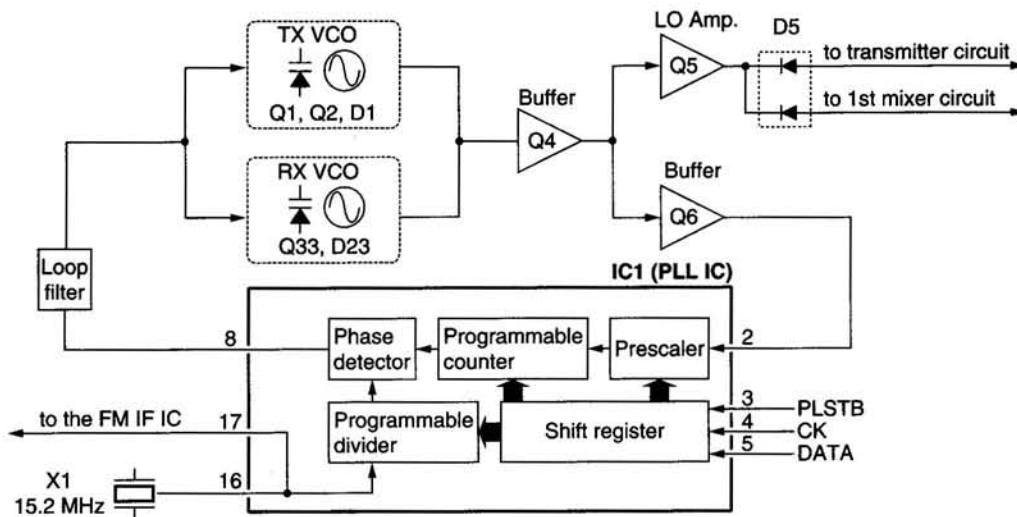 LO Amp.
D5
TX VCO
Q1, Q2, D1
Buffer
Q4
Q5
to transmitter circuit
to 1st mixer circuit
RX VCO
Q33, D23
Buffer
Q6
Loop
filter
IC1 (PLL IC)
8
Phase
detector
Programmable
counter
Prescaler
2
to the FM IF IC
17
Programmable
divider
Shift register
3
PLSTB
4
CK
5
DATA
X1
15.2 MHz
16